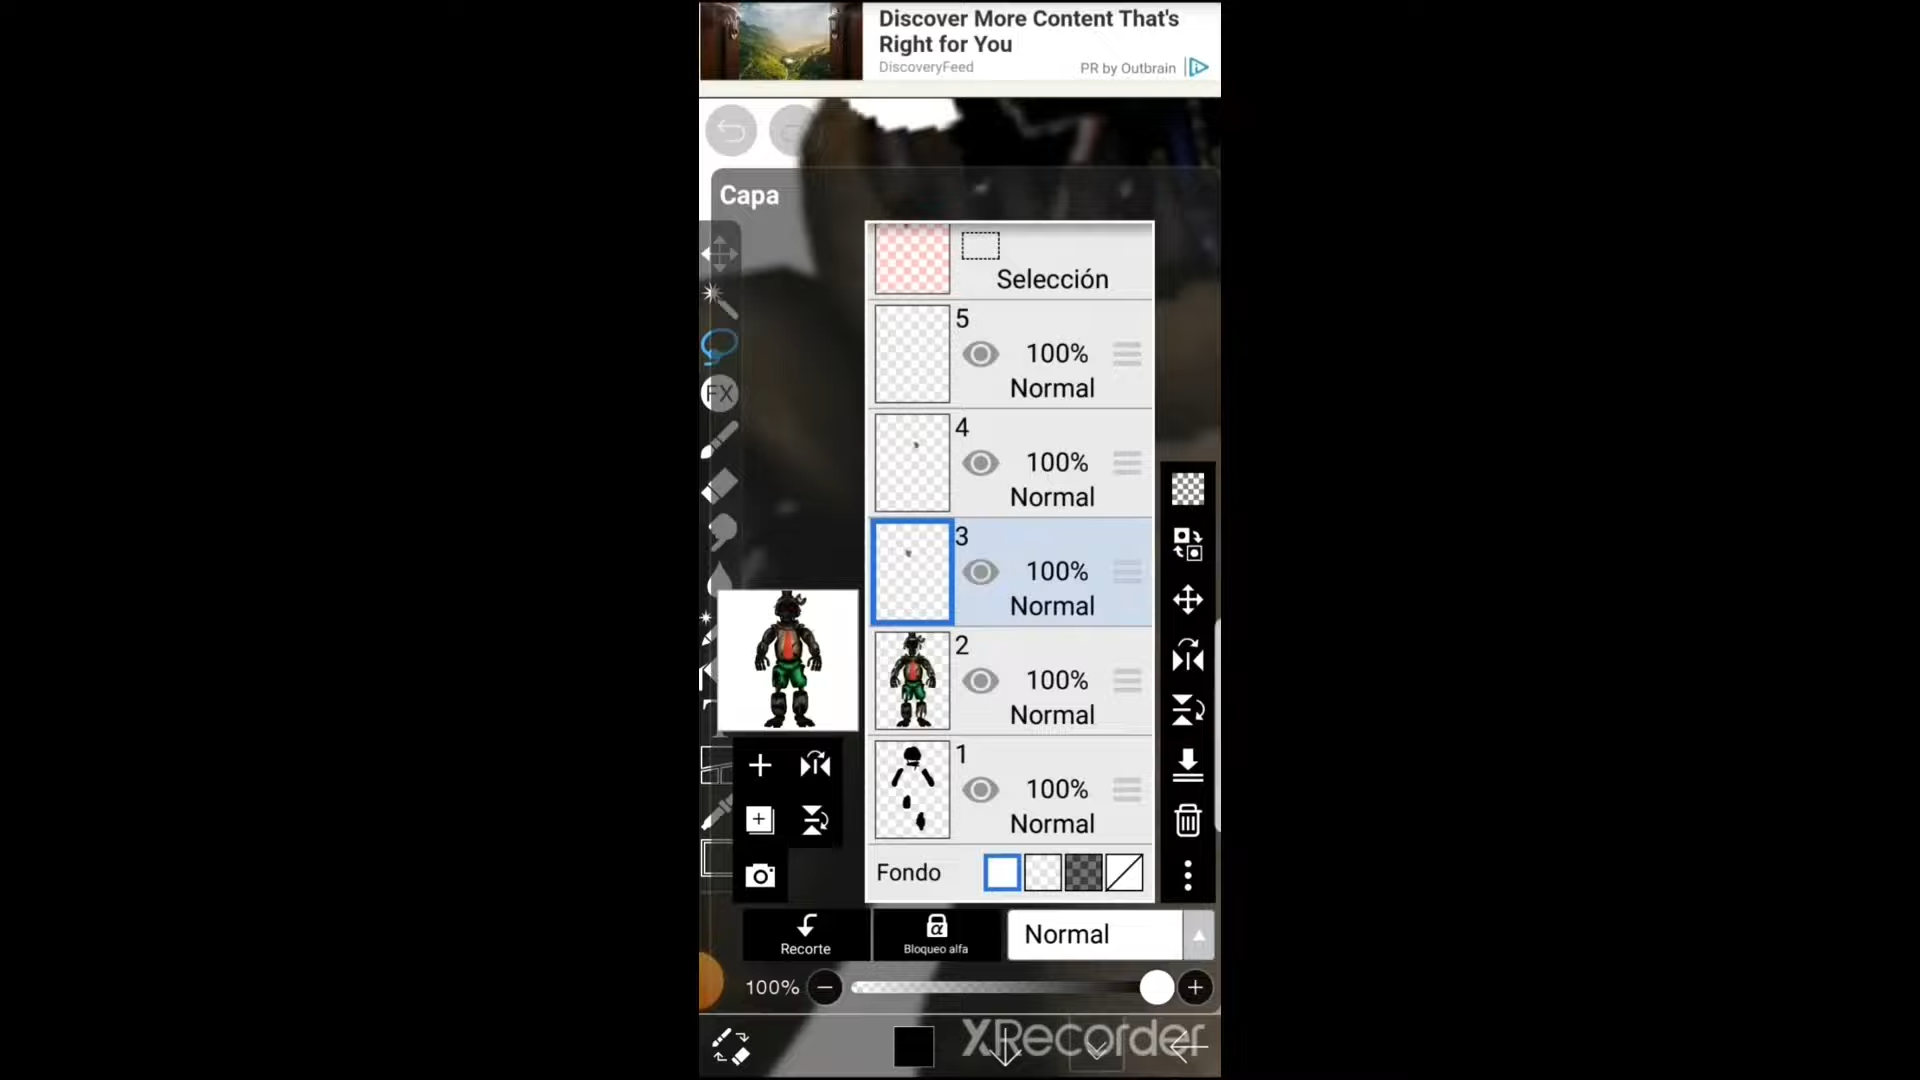 Discover More Content That's
Right for You
DiscoveryFeed
PR by Outbrain
Capa
Selección
5
100%
Normal
4
100%
Normal
3
100%
Normal
2
100%
Normal
1
100%
Normal
Fondo
FX
Recorte
α
Bloqueo alfa
Normal
100%
XRecorder